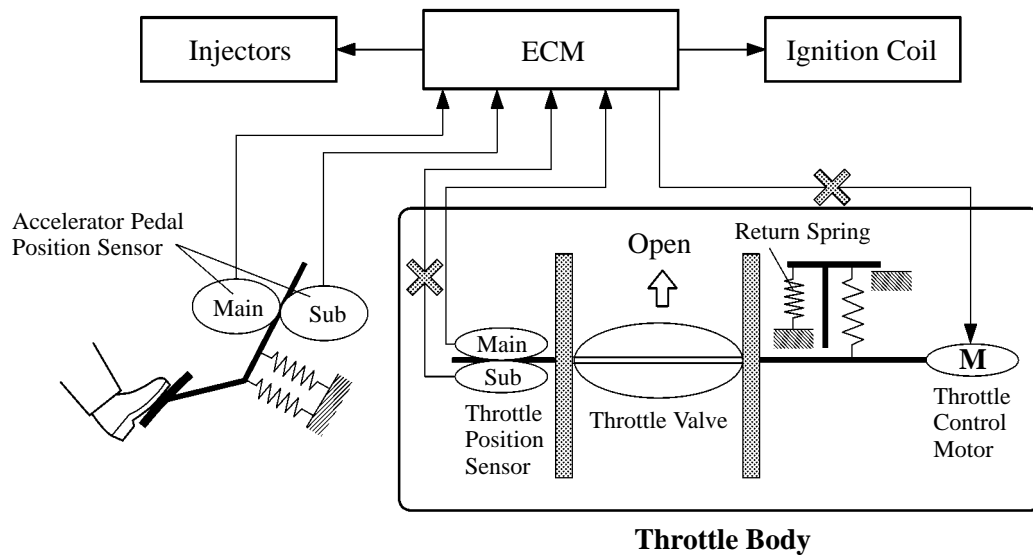 Injectors
ECM
Ignition Coil
Accelerator Pedal
Position Sensor
Main
Sub
Open
Return Spring
Main
Sub
Throttle
Position
Sensor
Throttle Valve
M
Throttle
Control
Motor
Throttle Body